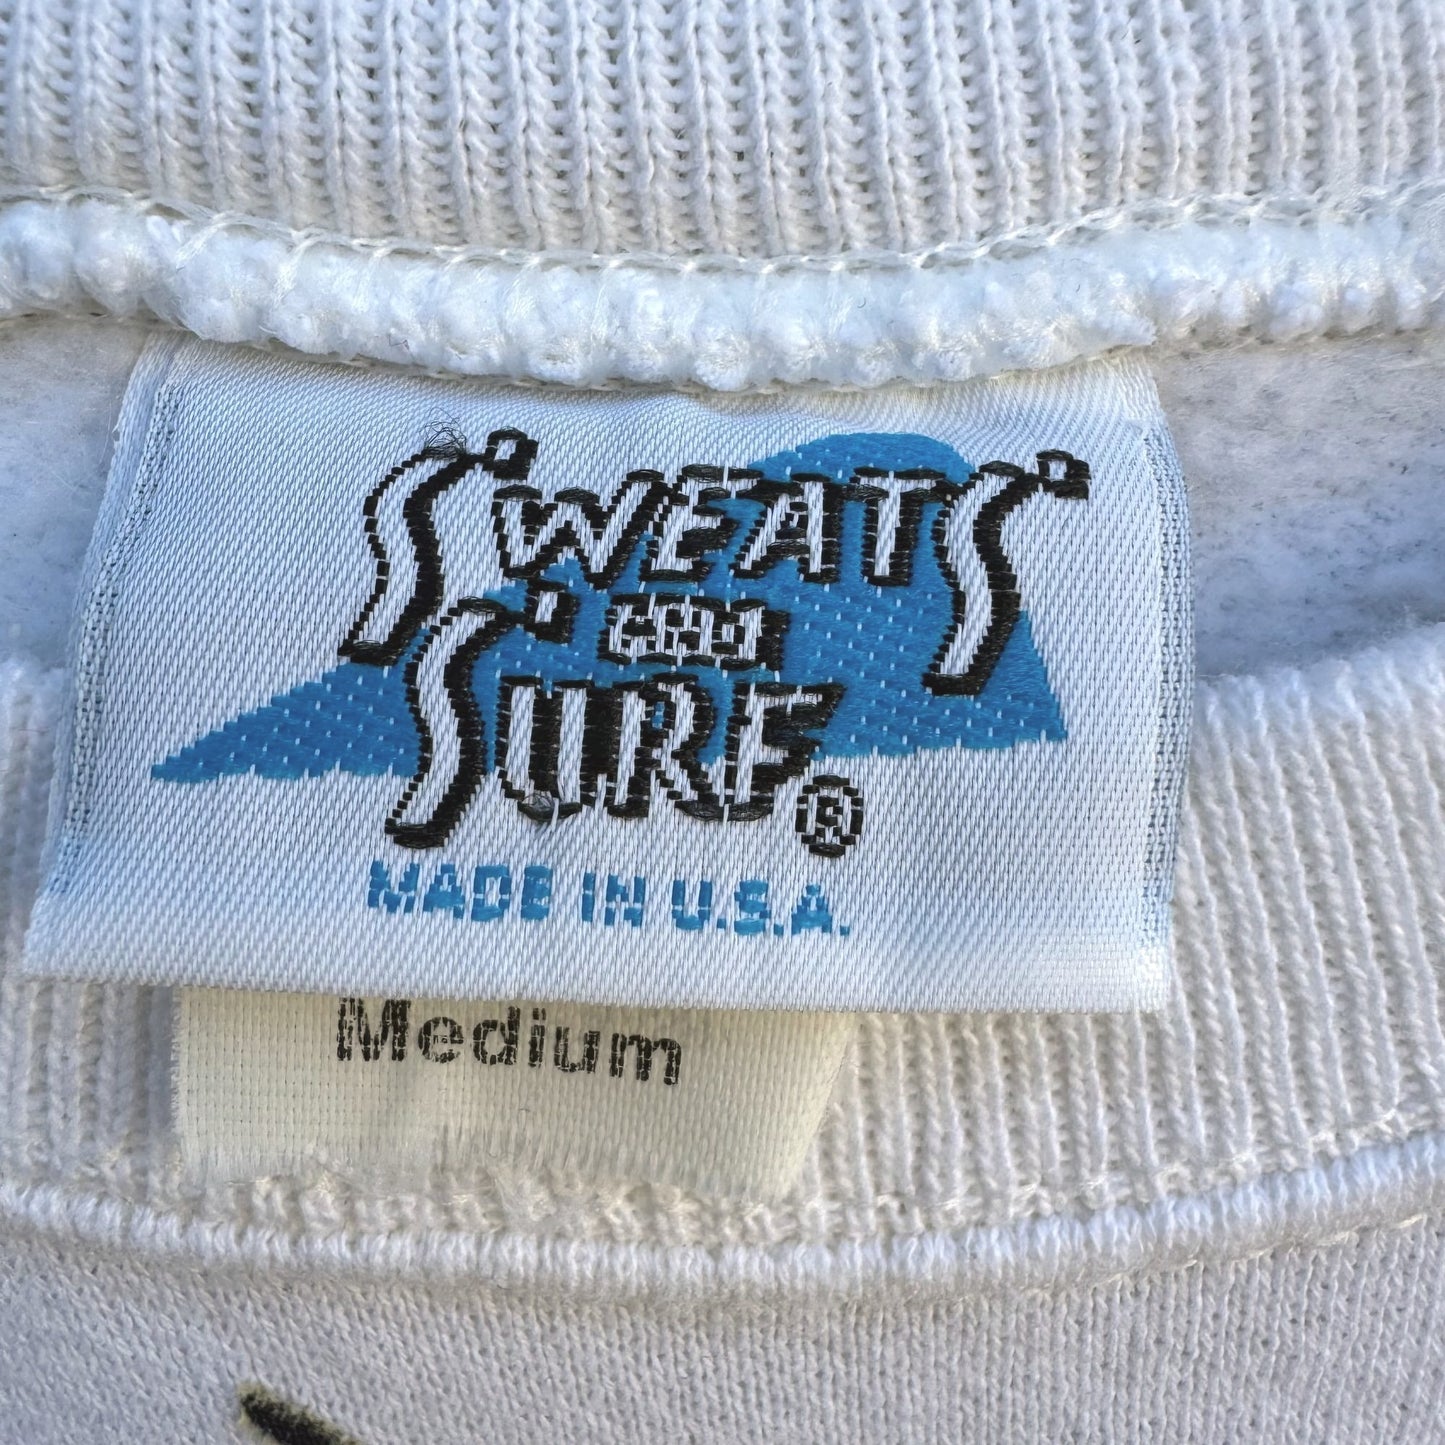 SWEATS
AND
SURF®
MADE IN U.S.A.
Medium